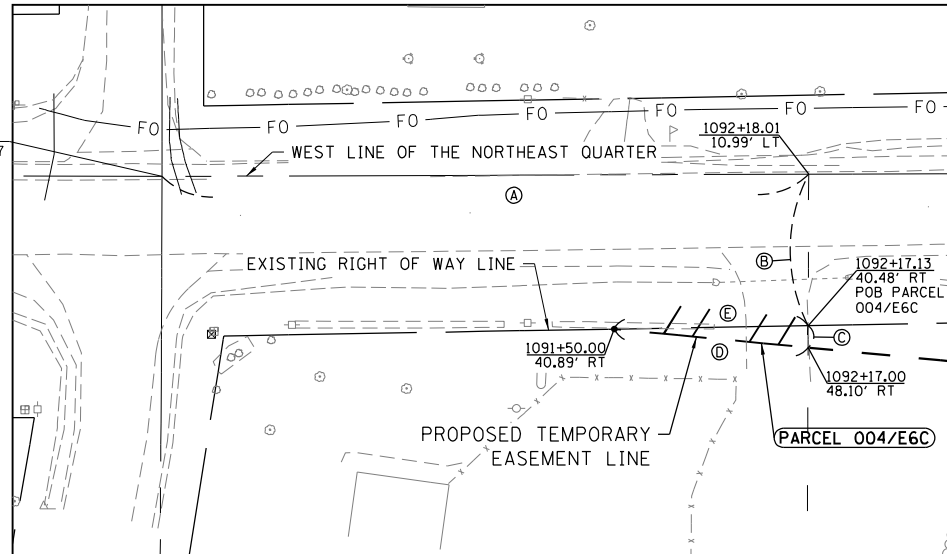 FO
FO
FO
FO
FO
FO
FO
7
WEST LINE OF THE NORTHEAST QUARTER
1092+18.01
10.99' LT
A
B
EXISTING RIGHT OF WAY LINE
1092+17.13
40.48' RT
POB PARCEL
004/E6C
E
C
D
1091+50.00
40.89' RT
1092+17.00
48.10' RT
PROPOSED TEMPORARY
EASEMENT LINE
PARCEL 004/E6C